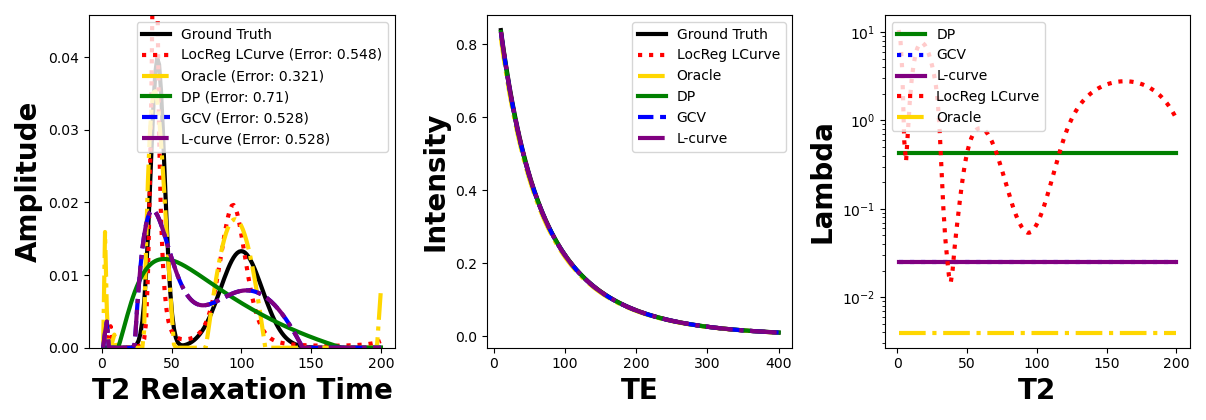 Amplitude
0.04
0.03
0.02
0.01
0.00
0 50 100 150 200
T2 Relaxation Time
Ground Truth
LocReg LCurve (Error: 0.548)
Oracle (Error: 0.321)
DP (Error: 0.71)
GCV (Error: 0.528)
L-curve (Error: 0.528)
Intensity
0.8
0.6
0.4
0.2
0.0
0 100 200 300 400
TE
Ground Truth
LocReg LCurve
Oracle
DP
GCV
L-curve
Lambda
10¹
10⁰
10⁻¹
10⁻²
0 50 100 150 200
T2
DP
GCV
L-curve
LocReg LCurve
Oracle